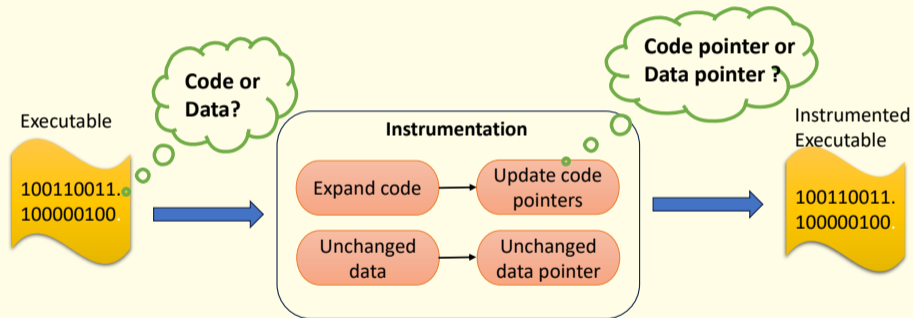 Executable
100110011.
100000100.
Code or
Data?
Instrumentation
Expand code
Update code
pointers
Unchanged
data
Unchanged
data pointer
Code pointer or
Data pointer ?
Instrumented
Executable
100110011.
100000100.